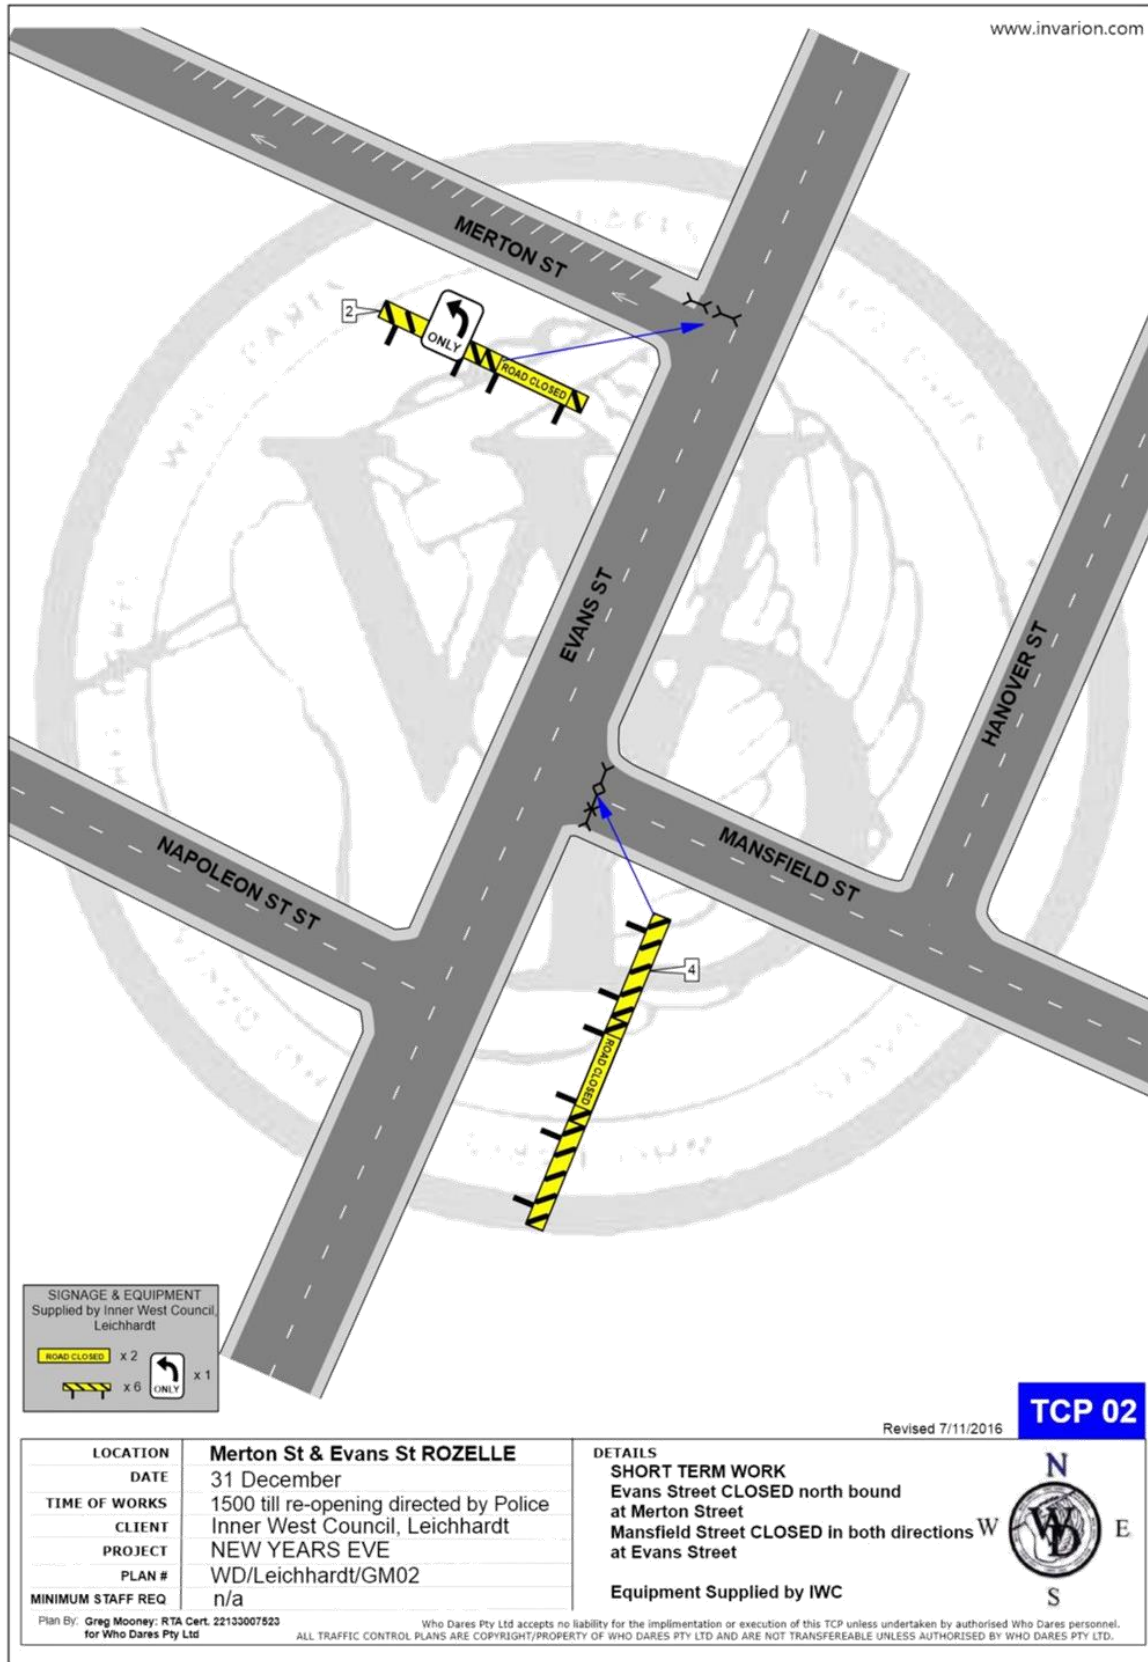 www.invarion.com
MERTON ST
2
ONLY
ROAD CLOSED
EVANS ST
HANOVER ST
MANSFIELD ST
NAPOLEON ST ST
4
ROAD CLOSED
SIGNAGE & EQUIPMENT
Supplied by Inner West Council,
Leichhardt
ROAD CLOSED x 2
x 6 ONLY x 1
Revised 7/11/2016
TCP 02
LOCATION Merton St & Evans St ROZELLE
DATE 31 December
TIME OF WORKS 1500 till re-opening directed by Police
CLIENT Inner West Council, Leichhardt
PROJECT NEW YEARS EVE
PLAN # WD/Leichhardt/GM02
MINIMUM STAFF REQ n/a
DETAILS
SHORT TERM WORK
Evans Street CLOSED north bound
at Merton Street
Mansfield Street CLOSED in both directions
at Evans Street
Equipment Supplied by IWC
N
W WD E
S
Plan By: Greg Mooney: RTA Cert. 22133007523
for Who Dares Pty Ltd
Who Dares Pty Ltd accepts no liability for the implimentation or execution of this TCP unless undertaken by authorised Who Dares personnel.
ALL TRAFFIC CONTROL PLANS ARE COPYRIGHT/PROPERTY OF WHO DARES PTY LTD AND ARE NOT TRANSFEREABLE UNLESS AUTHORISED BY WHO DARES PTY LTD.